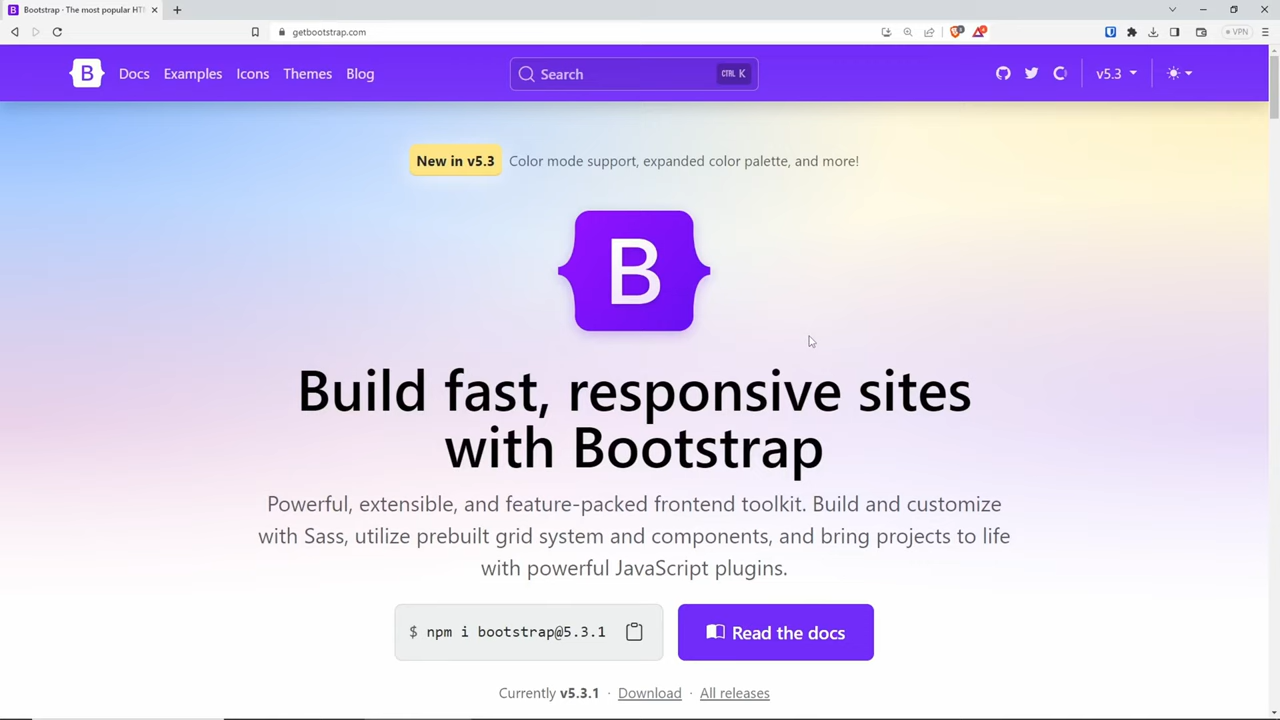 Bootstrap · The most popular HT
getbootstrap.com
VPN
B Docs Examples Icons Themes Blog Search CTRL K v5.3
New in v5.3 Color mode support, expanded color palette, and more!
B
Build fast, responsive sites
with Bootstrap
Powerful, extensible, and feature-packed frontend toolkit. Build and customize
with Sass, utilize prebuilt grid system and components, and bring projects to life
with powerful JavaScript plugins.
$ npm i bootstrap@5.3.1 Read the docs
Currently v5.3.1 · Download · All releases